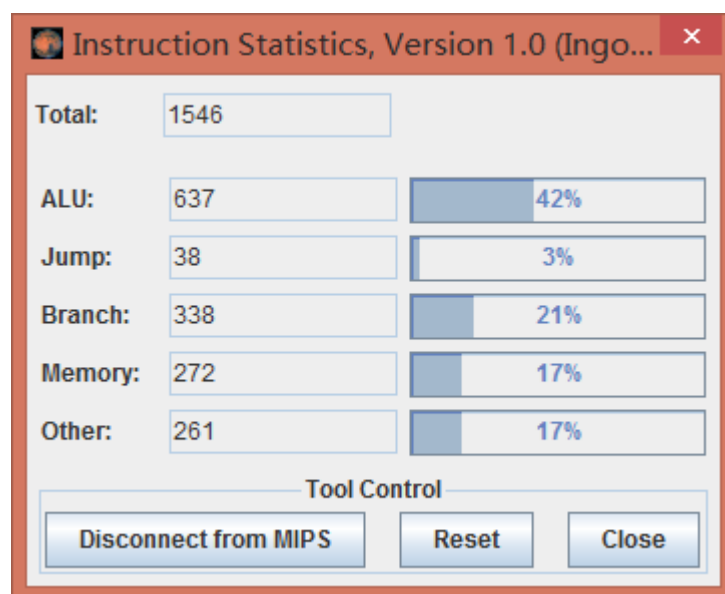 Instruction Statistics, Version 1.0 (Ingo...
Total: 1546
ALU: 637 42%
Jump: 38 3%
Branch: 338 21%
Memory: 272 17%
Other: 261 17%
Tool Control
Disconnect from MIPS Reset Close